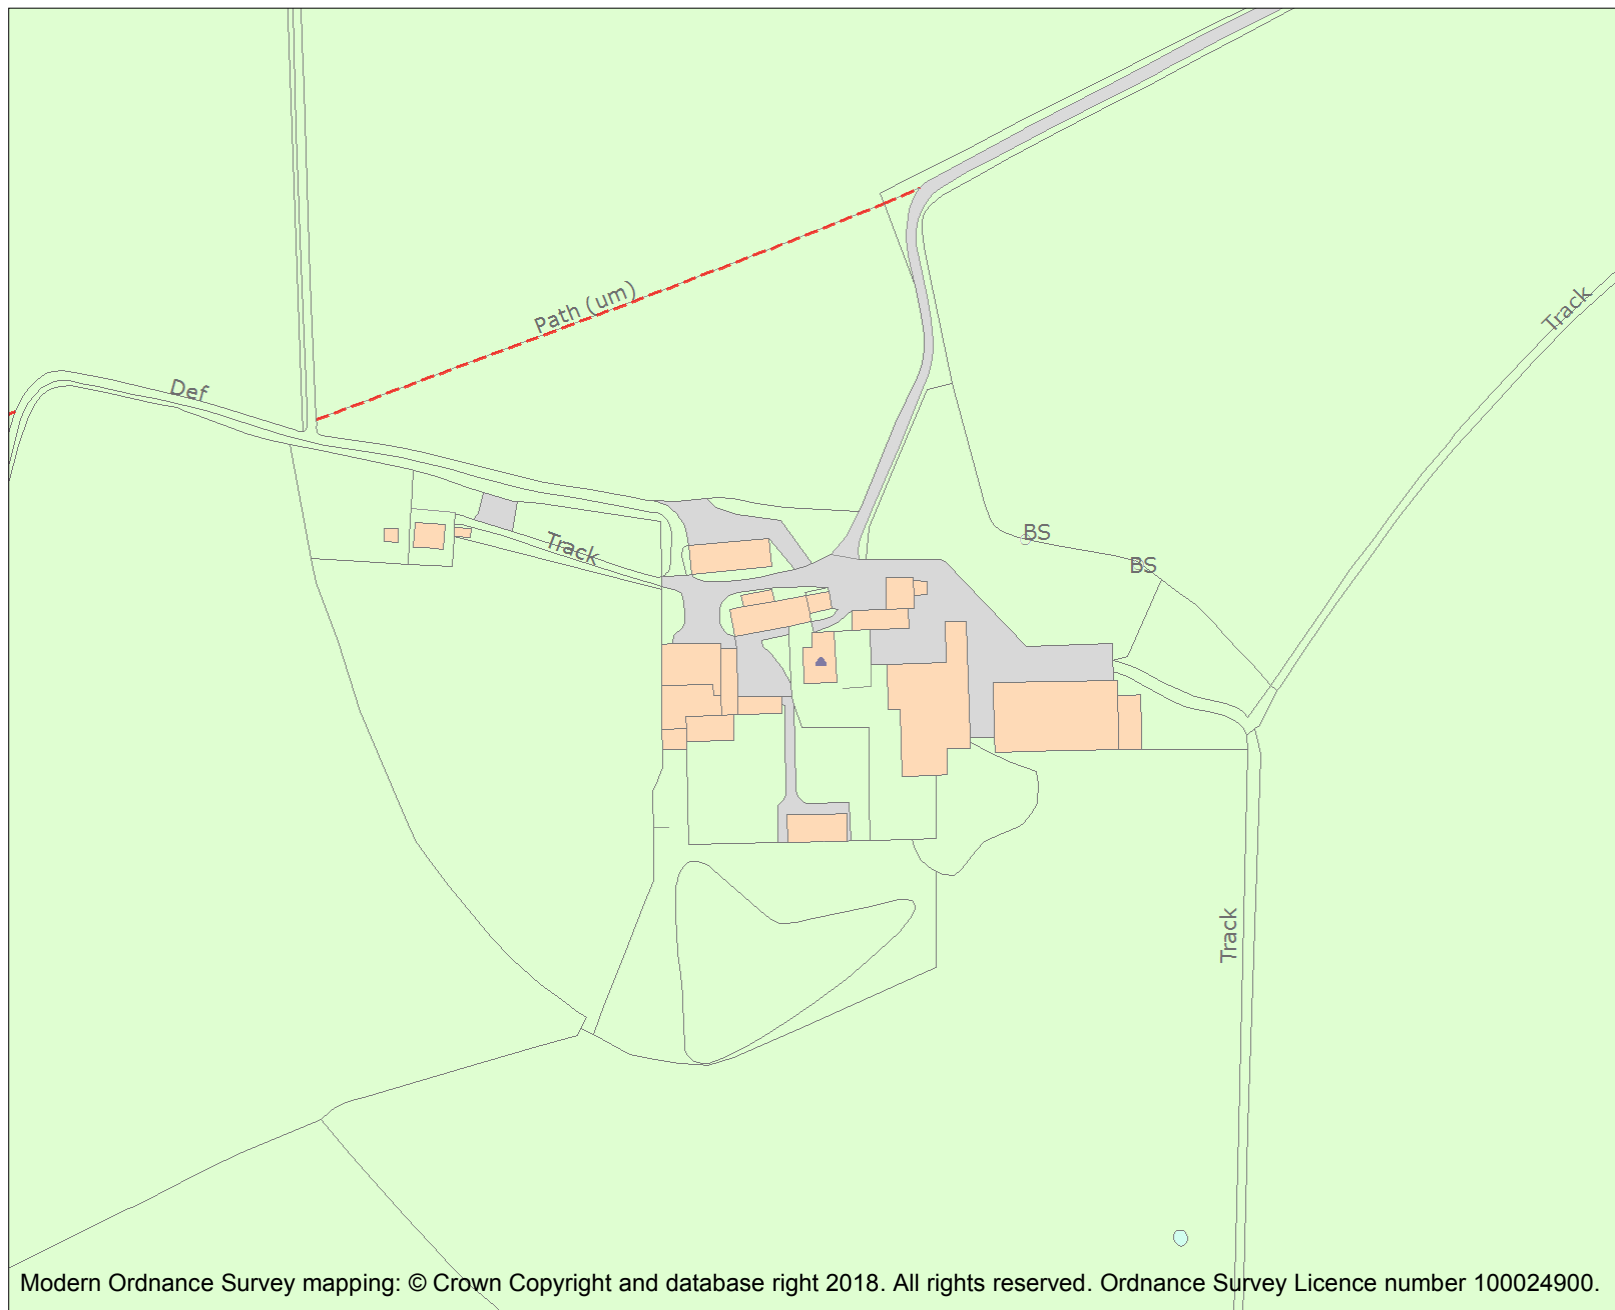 Path (um)
Track
Def
BS
Track
BS
Track
Modern Ordnance Survey mapping: © Crown Copyright and database right 2018. All rights reserved. Ordnance Survey Licence number 100024900.